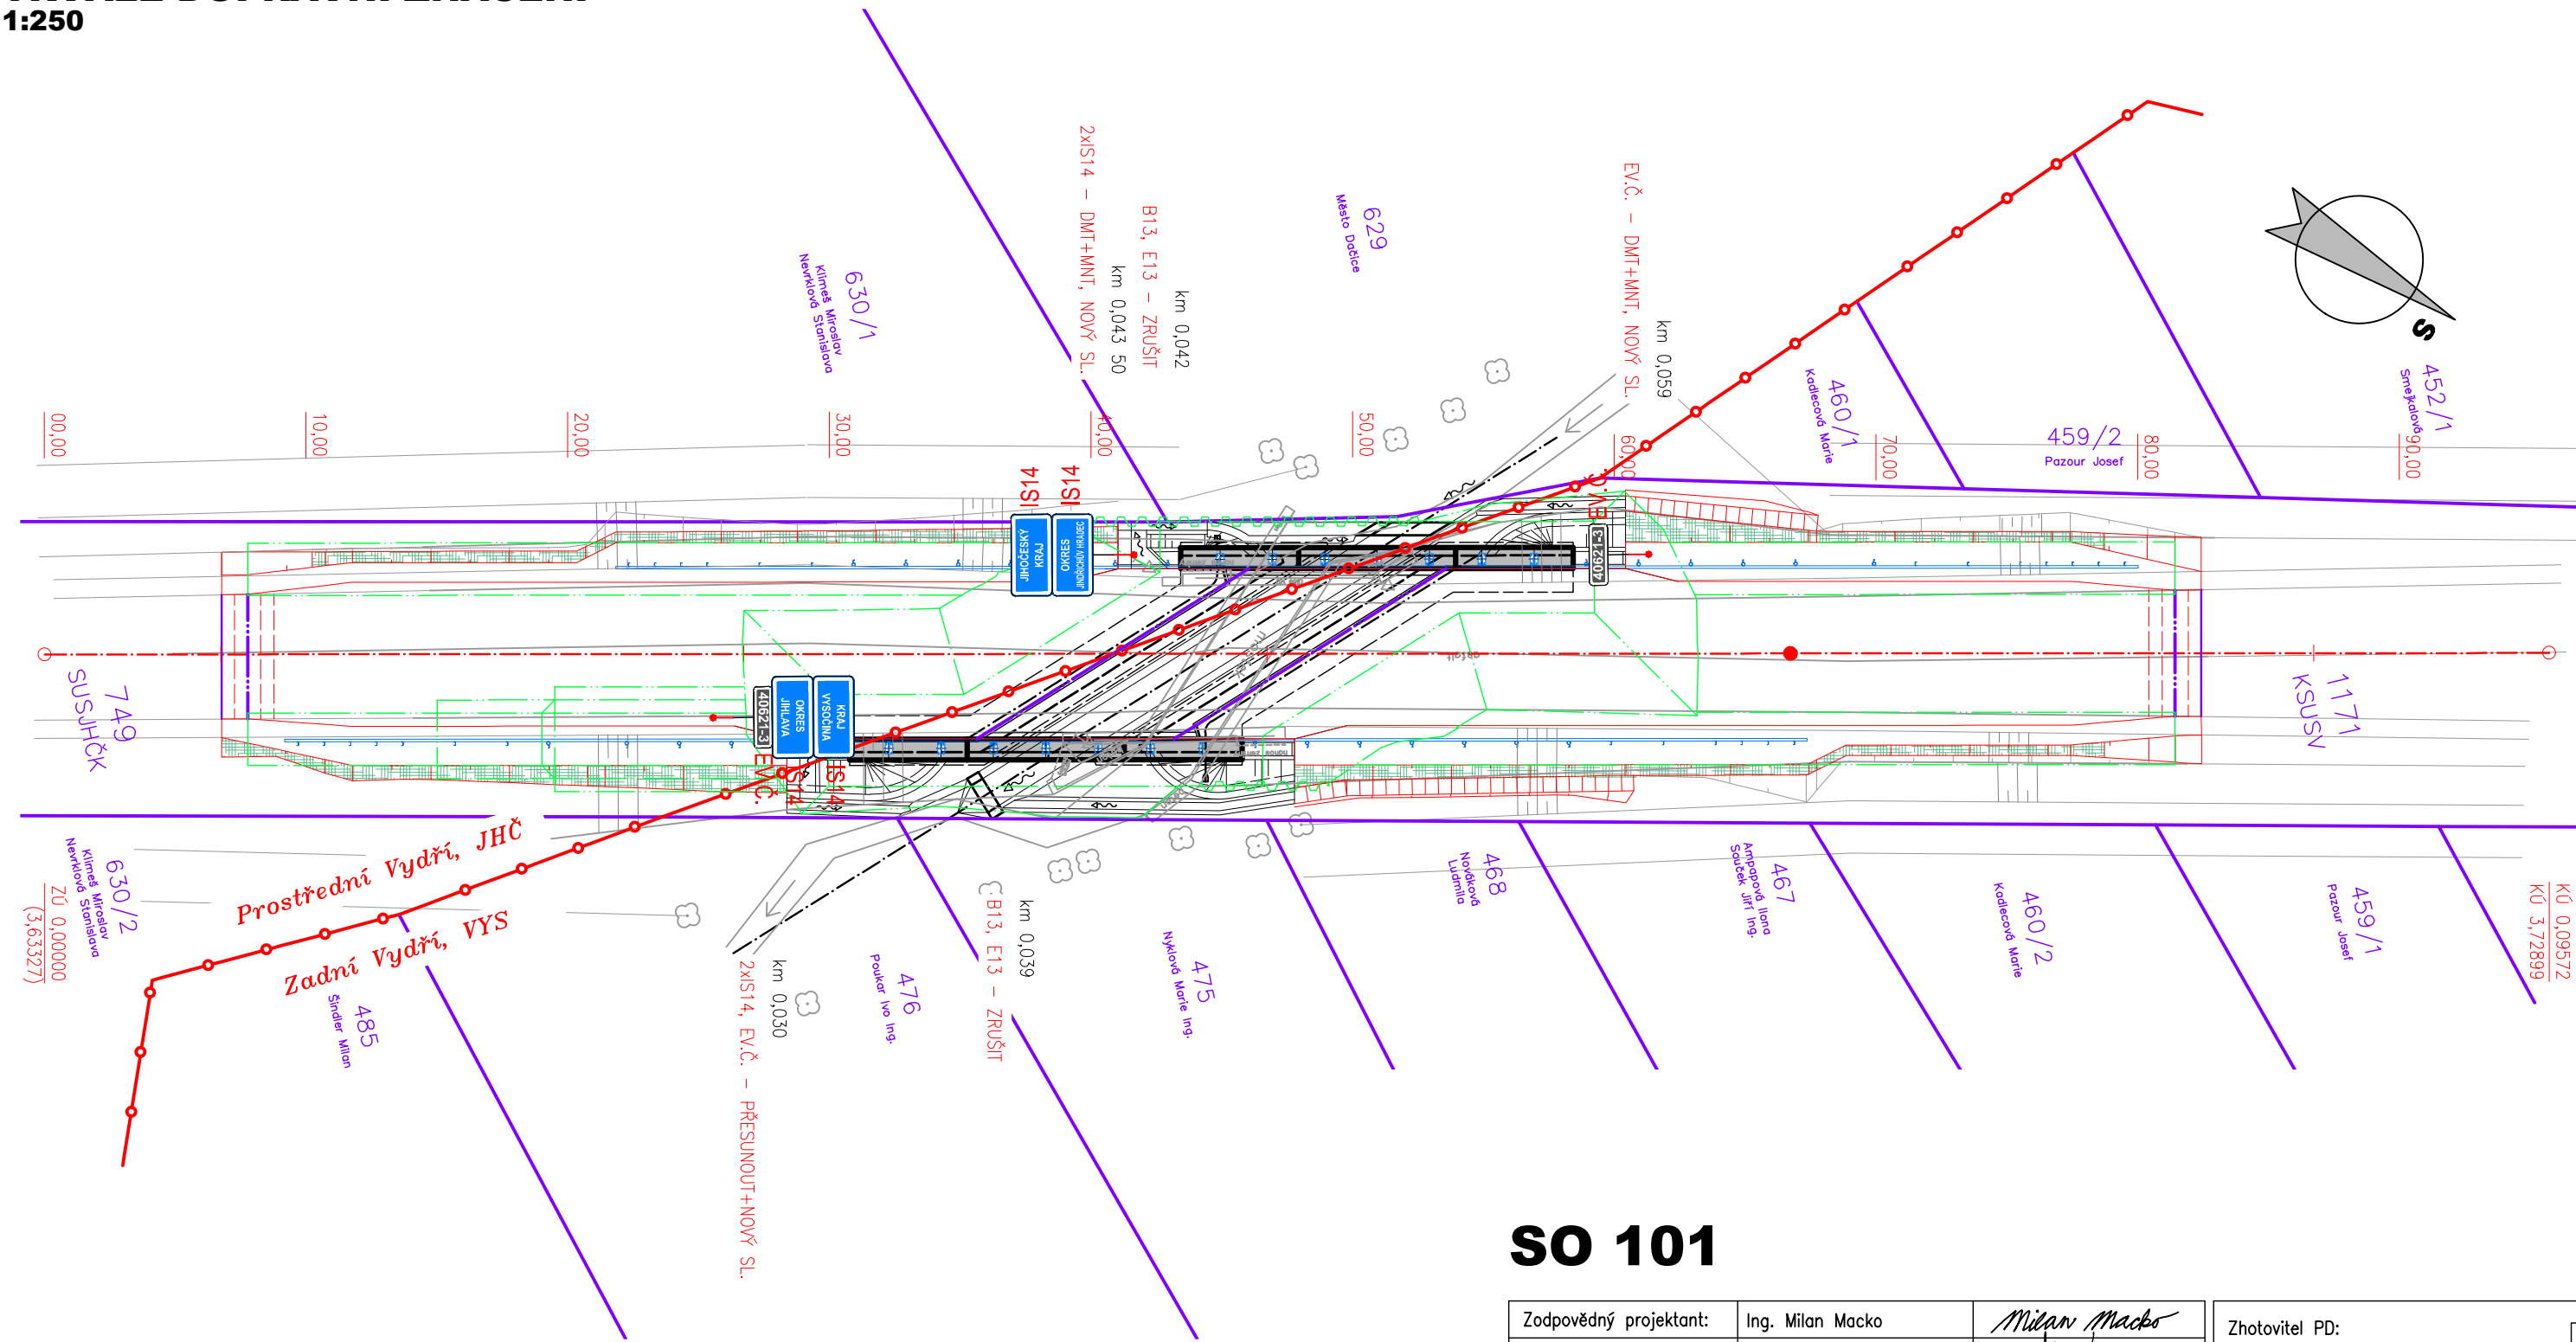 1:250
2xIS14 - DMT+MNT, NOVÝ SL.
km 0,043 50
B13, E13 - ZRUŠIT
km 0,042
629
Město Dačice
EV.Č. - DMT+MNT, NOVÝ SL.
km 0,059
630/1
Klimeš Miroslav
Nevrklová Stanislava
460/1
Kadlecová Marie
459/2
Pazour Josef
452/1
Smejkalová
S
00,00
10,00
20,00
30,00
40,00
50,00
60,00
70,00
80,00
90,00
IS14
IS14
JIHOČESKÝ
KRAJ
OKRES
JINDŘICHŮV HRADEC
40621-3
asfalt
749
SUSJHČK
1171
KSUSV
40621-3
OKRES
JIHLAVA
KRAJ
VYSOČINA
EV.Č.
IS14
IS14
Prostřední Vydří, JHČ
Zadní Vydří, VYS
630/2
Klimeš Miroslav
Nevrklová Stanislava
ZÚ 0,00000
(3,63327)
485
Šindler Milan
2xIS14, EV.Č. - PŘESUNOUT+NOVÝ SL.
km 0,030
476
Poukar Ivo Ing.
B13, E13 - ZRUŠIT
km 0,039
475
Nyklová Marie Ing.
468
Nováková
Ludmila
467
Ampapová Ilona
Souček Jiří Ing.
460/2
Kadlecová Marie
459/1
Pazour Josef
KÚ 0,09572
KÚ 3,72899
SO 101
Zodpovědný projektant:
Ing. Milan Macko
Milan Macko
Zhotovitel PD: